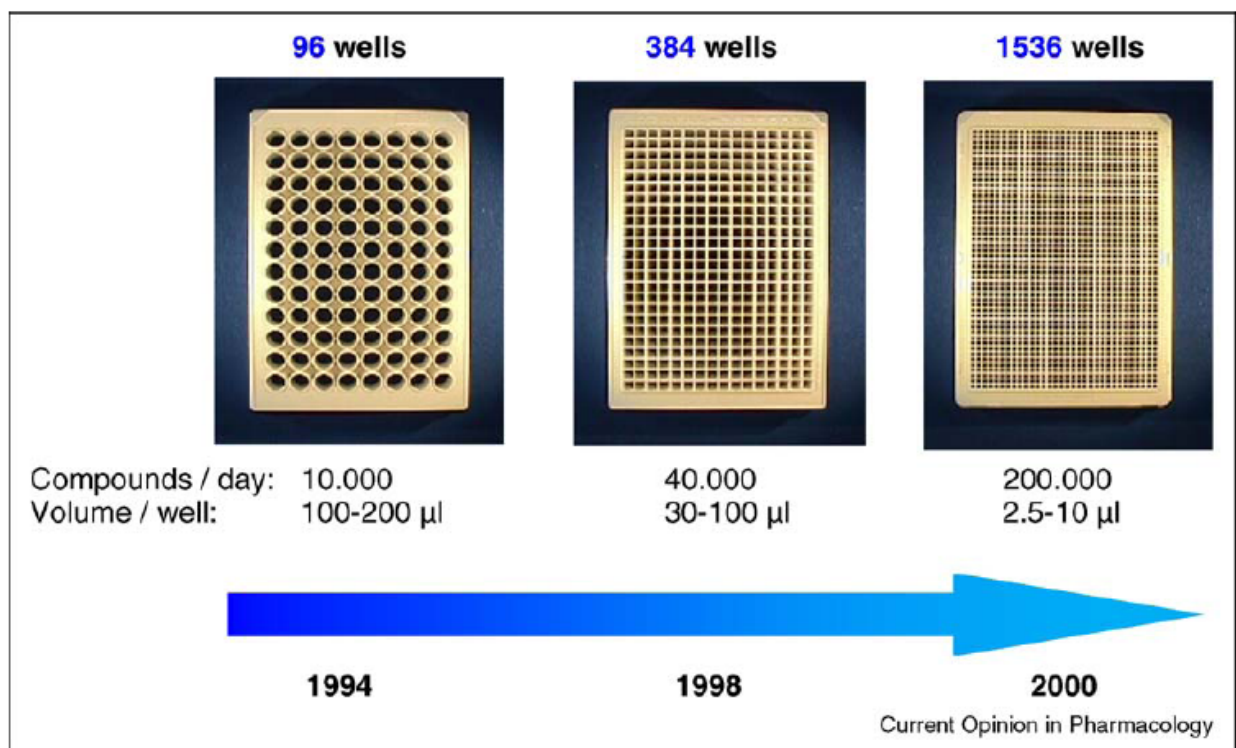 96 wells 384 wells 1536 wells
Compounds / day: 10.000 40.000 200.000
Volume / well: 100-200 µl 30-100 µl 2.5-10 µl
1994 1998 2000
Current Opinion in Pharmacology